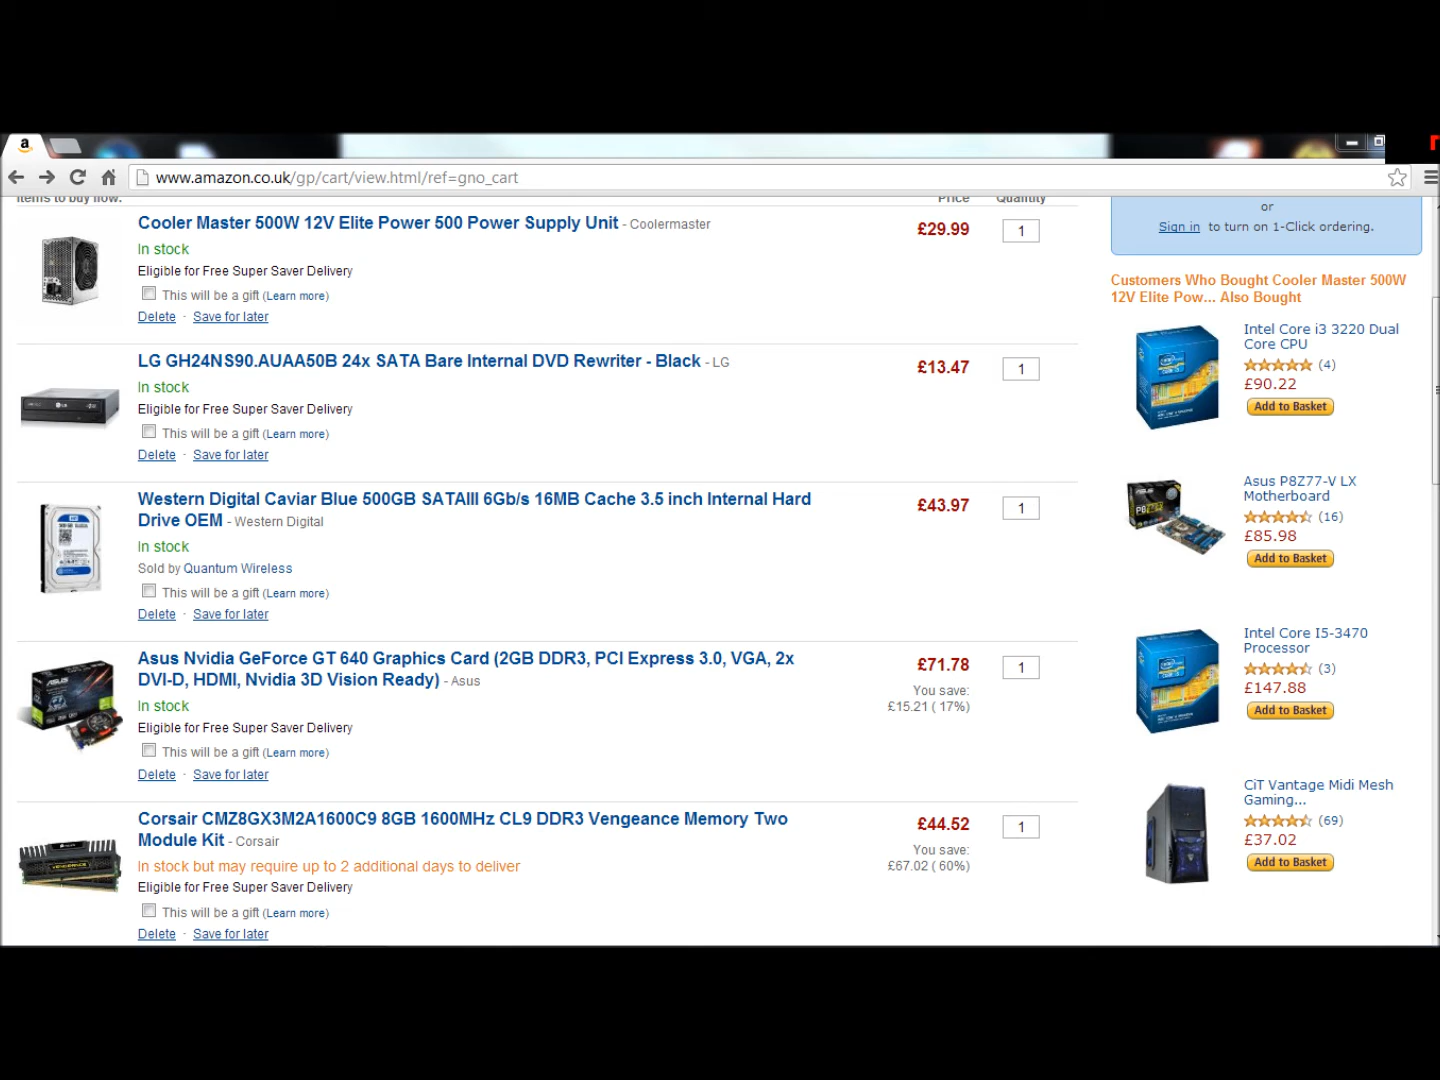 www.amazon.co.uk/gp/cart/view.html/ref=gno_cart
Items to buy now:
Price
Quantity
Cooler Master 500W 12V Elite Power 500 Power Supply Unit - Coolermaster
£29.99
1
In stock
Eligible for Free Super Saver Delivery
This will be a gift (Learn more)
Delete · Save for later
LG GH24NS90.AUAA50B 24x SATA Bare Internal DVD Rewriter - Black - LG
£13.47
1
In stock
Eligible for Free Super Saver Delivery
This will be a gift (Learn more)
Delete · Save for later
Western Digital Caviar Blue 500GB SATAIII 6Gb/s 16MB Cache 3.5 inch Internal Hard
Drive OEM - Western Digital
£43.97
1
In stock
Sold by Quantum Wireless
This will be a gift (Learn more)
Delete · Save for later
Asus Nvidia GeForce GT 640 Graphics Card (2GB DDR3, PCI Express 3.0, VGA, 2x
DVI-D, HDMI, Nvidia 3D Vision Ready) - Asus
£71.78
You save:
£15.21 ( 17%)
1
In stock
Eligible for Free Super Saver Delivery
This will be a gift (Learn more)
Delete · Save for later
Corsair CMZ8GX3M2A1600C9 8GB 1600MHz CL9 DDR3 Vengeance Memory Two
Module Kit - Corsair
£44.52
You save:
£67.02 ( 60%)
1
In stock but may require up to 2 additional days to deliver
Eligible for Free Super Saver Delivery
This will be a gift (Learn more)
Delete · Save for later
or
Sign in to turn on 1-Click ordering.
Customers Who Bought Cooler Master 500W
12V Elite Pow... Also Bought
Intel Core i3 3220 Dual
Core CPU
(4)
£90.22
Add to Basket
Asus P8Z77-V LX
Motherboard
(16)
£85.98
Add to Basket
Intel Core I5-3470
Processor
(3)
£147.88
Add to Basket
CiT Vantage Midi Mesh
Gaming...
(69)
£37.02
Add to Basket